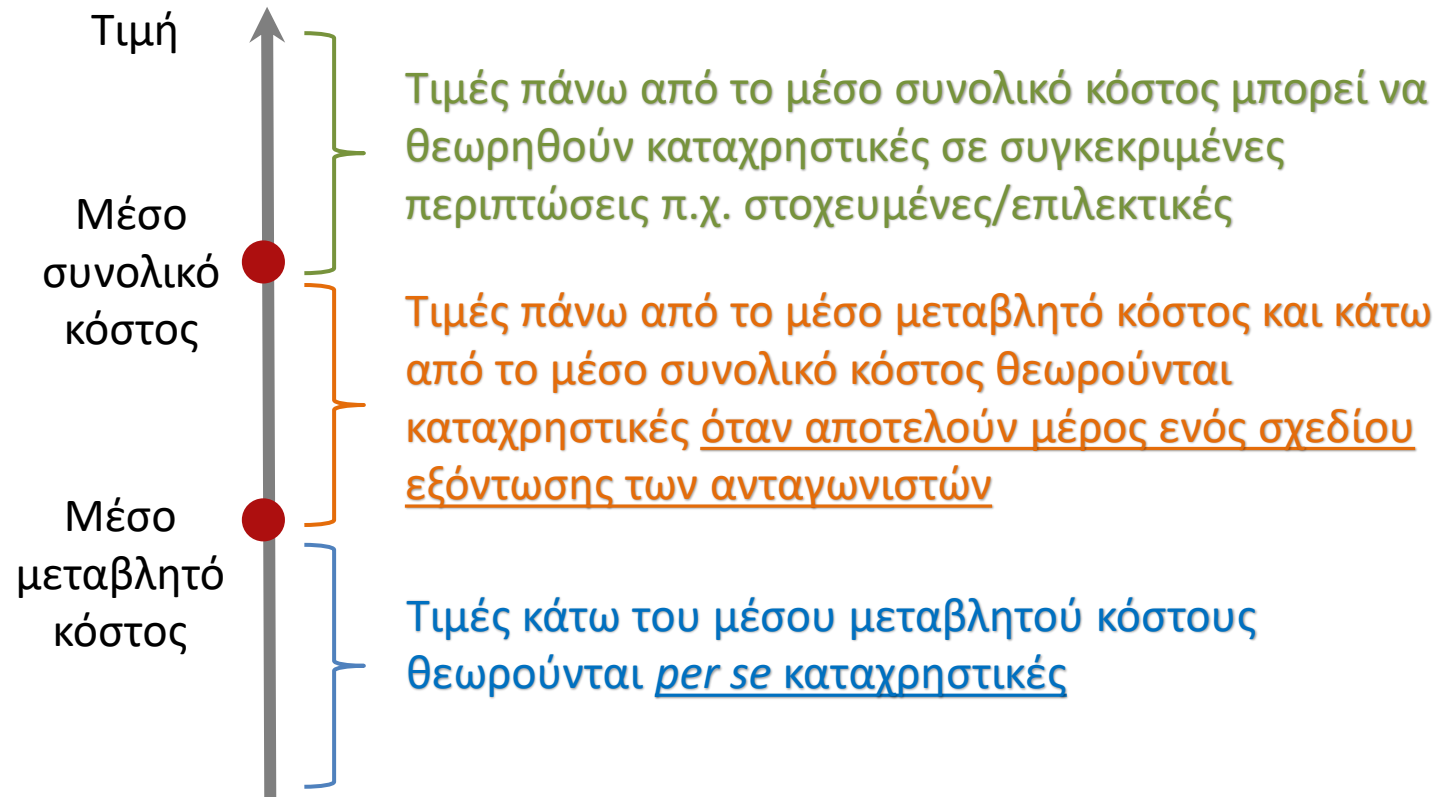 Τιμή
Τιμές πάνω από το μέσο συνολικό κόστος μπορεί να
θεωρηθούν καταχρηστικές σε συγκεκριμένες
περιπτώσεις π.χ. στοχευμένες/επιλεκτικές
Μέσο
συνολικό
κόστος
Τιμές πάνω από το μέσο μεταβλητό κόστος και κάτω
από το μέσο συνολικό κόστος θεωρούνται
καταχρηστικές όταν αποτελούν μέρος ενός σχεδίου
εξόντωσης των ανταγωνιστών
Μέσο
μεταβλητό
κόστος
Τιμές κάτω του μέσου μεταβλητού κόστους
θεωρούνται per se καταχρηστικές